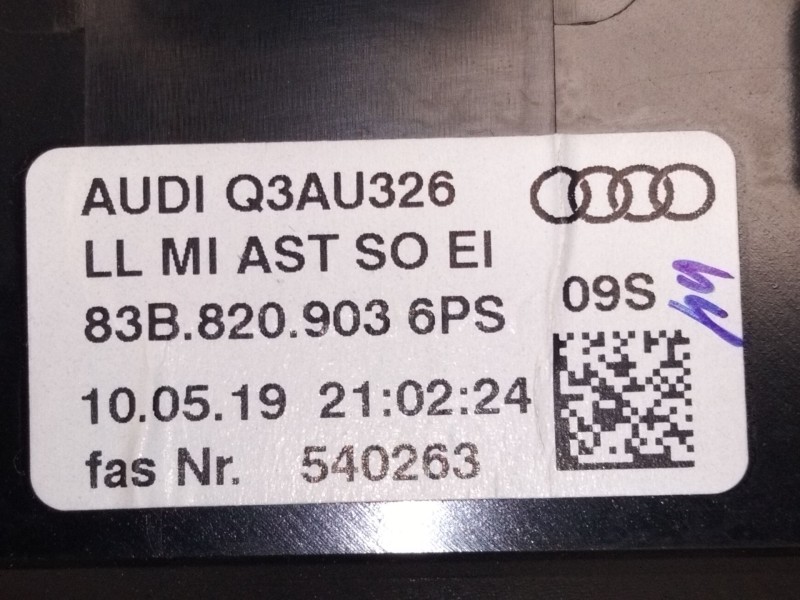 AUDI Q3AU326
LL MI AST SO EI
83B.820.903 6PS
09S
10.05.19 21:02:24
fas Nr. 540263